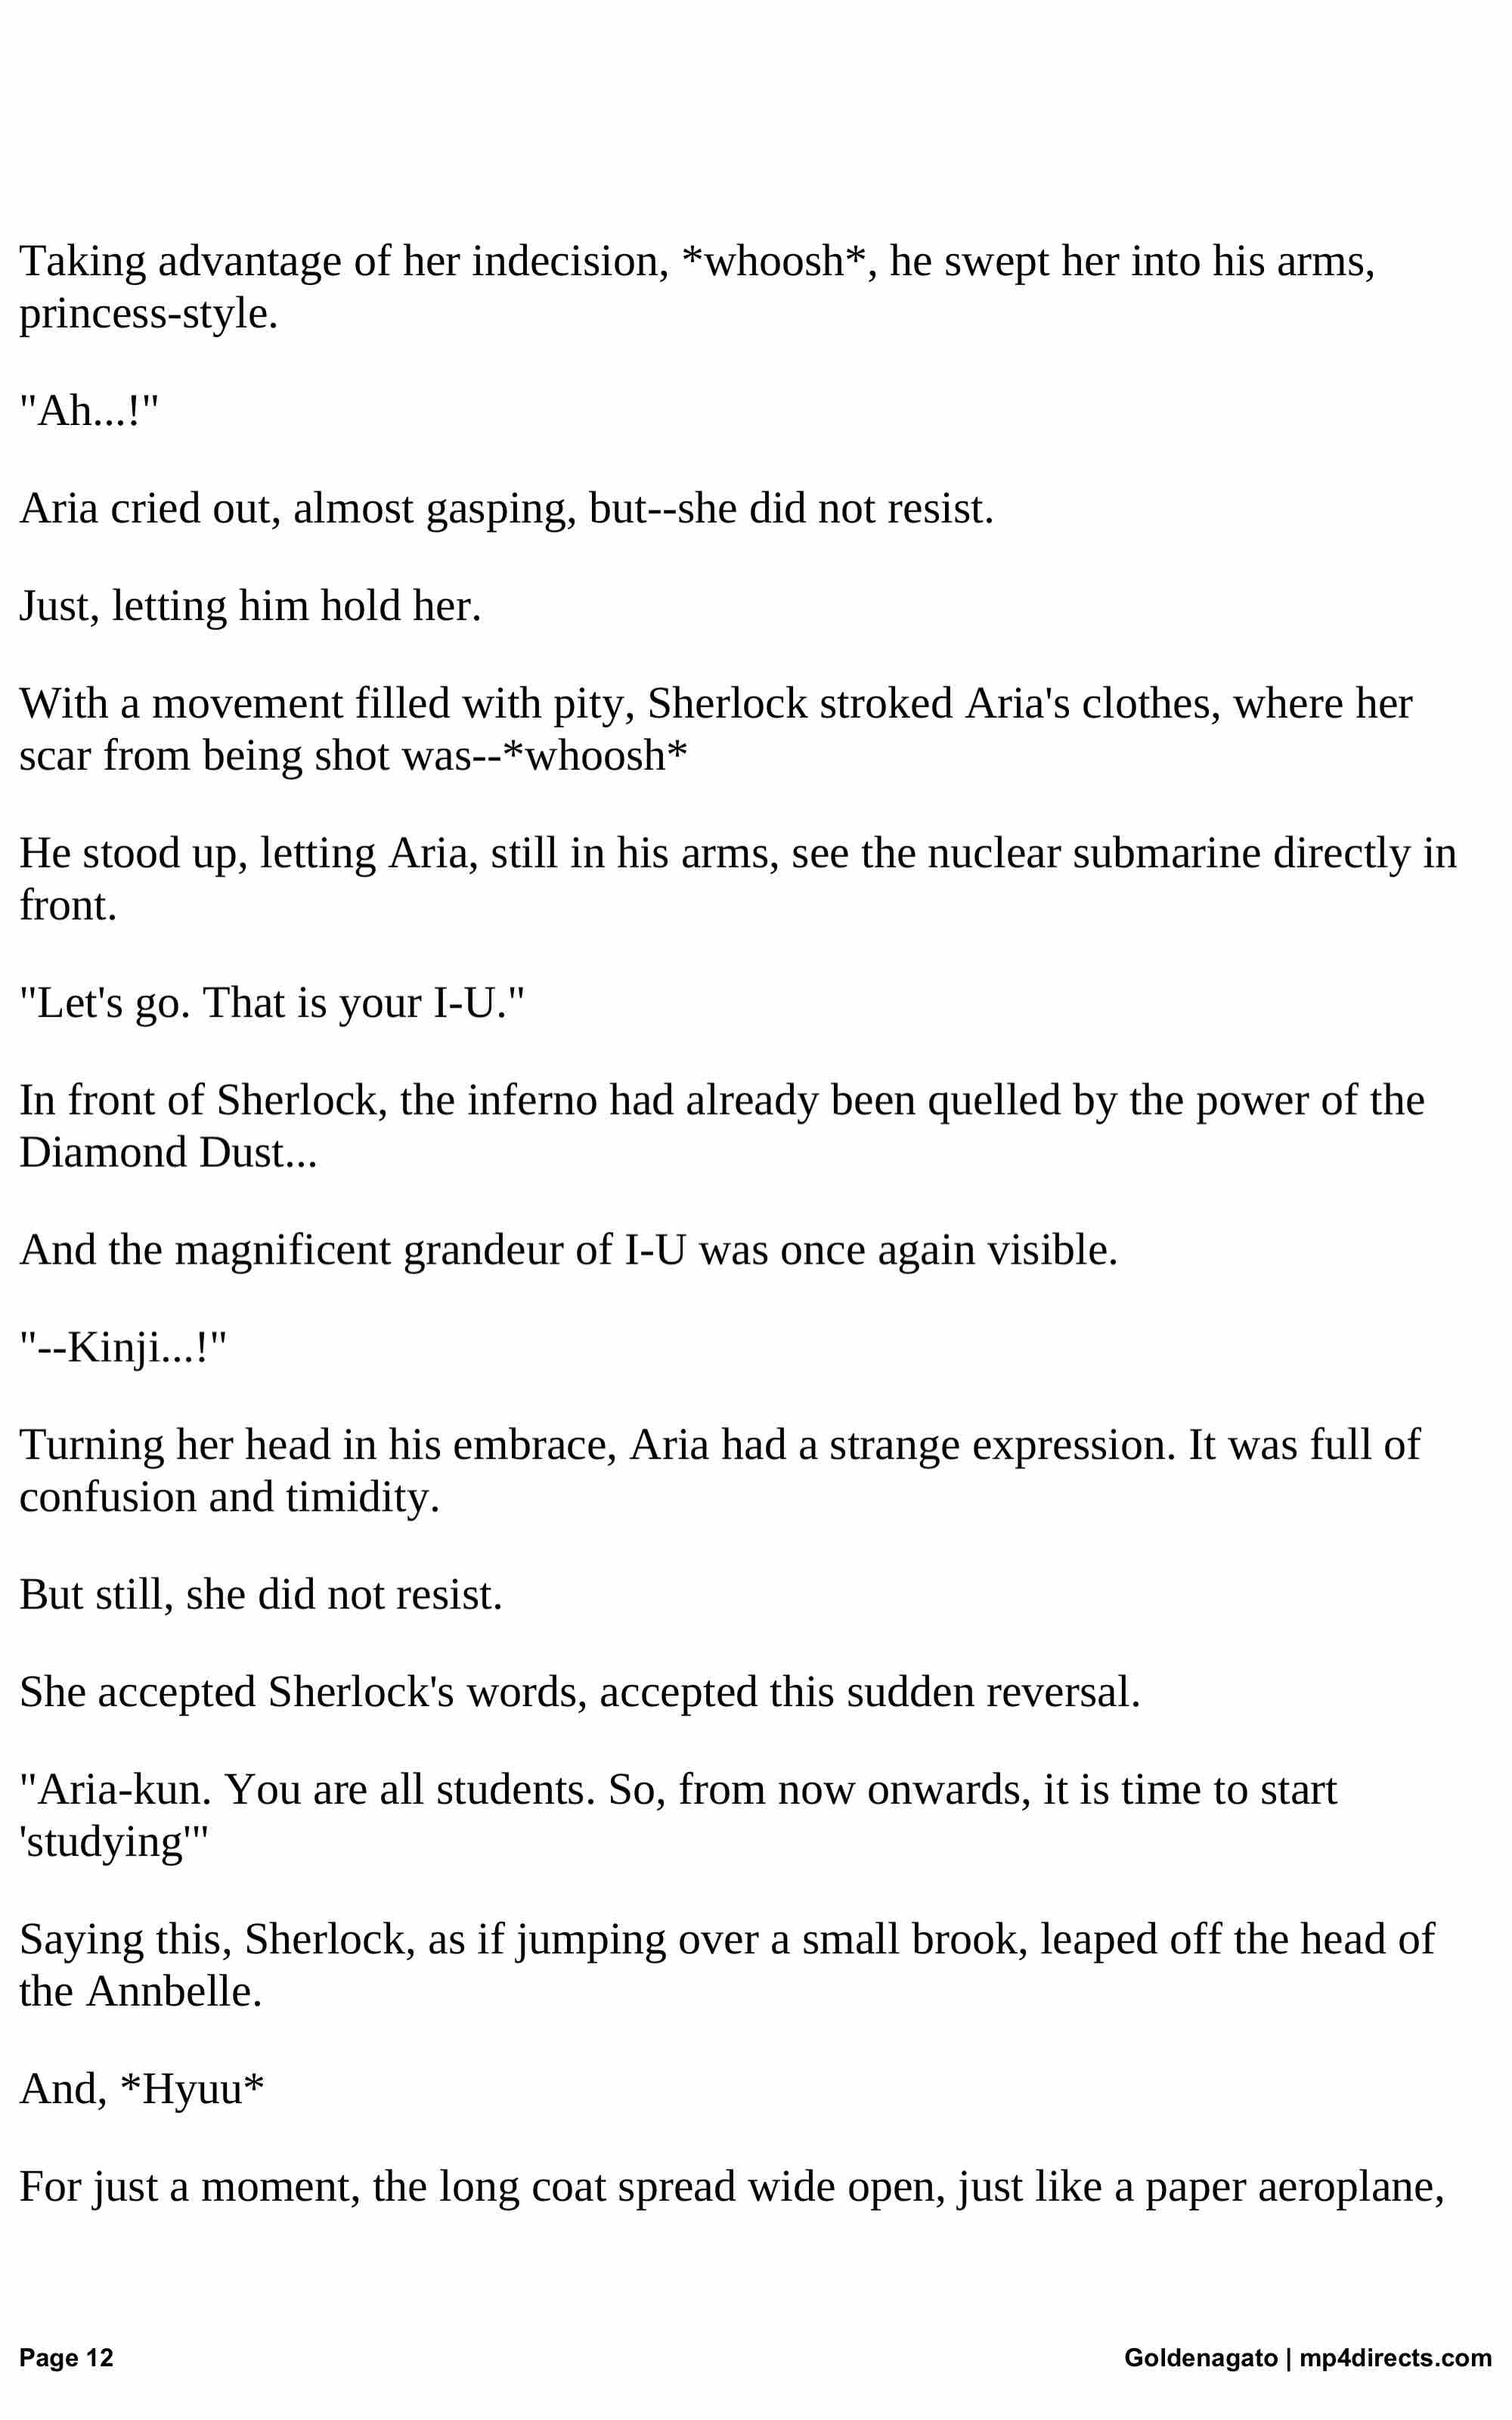 Taking advantage of her indecision, *whoosh*, he swept her into his arms,
princess-style.
"Ah...!"
Aria cried out, almost gasping, but--she did not resist.
Just, letting him hold her.
With a movement filled with pity, Sherlock stroked Aria's clothes, where her
scar from being shot was--*whoosh*
He stood up, letting Aria, still in his arms, see the nuclear submarine directly in
front.
"Let's go. That is your I-U."
In front of Sherlock, the inferno had already been quelled by the power of the
Diamond Dust...
And the magnificent grandeur of I-U was once again visible.
"--Kinji...!"
Turning her head in his embrace, Aria had a strange expression. It was full of
confusion and timidity.
But still, she did not resist.
She accepted Sherlock's words, accepted this sudden reversal.
"Aria-kun. You are all students. So, from now onwards, it is time to start
'studying'"
Saying this, Sherlock, as if jumping over a small brook, leaped off the head of
the Annbelle.
And, *Hyuu*
For just a moment, the long coat spread wide open, just like a paper aeroplane,
Page 12
Goldenagato | mp4directs.com